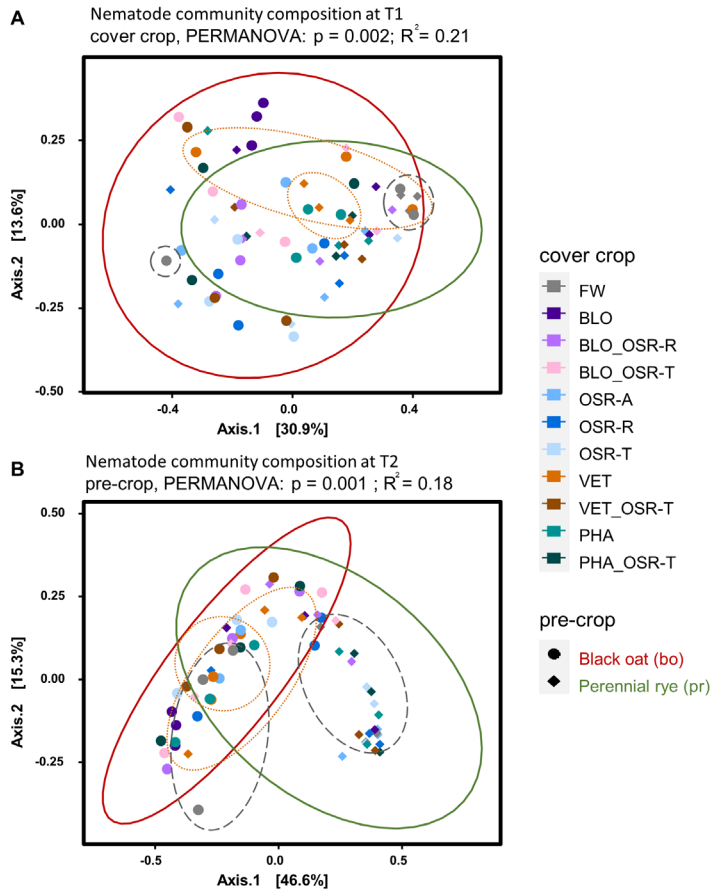 A
Nematode community composition at T1
cover crop, PERMANOVA: p = 0.002; R²= 0.21
0.25
0.00
-0.25
-0.50
Axis.2 [13.6%]
-0.4
0.0
0.4
Axis.1 [30.9%]
B
Nematode community composition at T2
pre-crop, PERMANOVA: p = 0.001 ; R²= 0.18
0.50
0.25
0.00
-0.25
Axis.2 [15.3%]
-0.5
0.0
0.5
Axis.1 [46.6%]
cover crop
FW
BLO
BLO_OSR-R
BLO_OSR-T
OSR-A
OSR-R
OSR-T
VET
VET_OSR-T
PHA
PHA_OSR-T
pre-crop
Black oat (bo)
Perennial rye (pr)